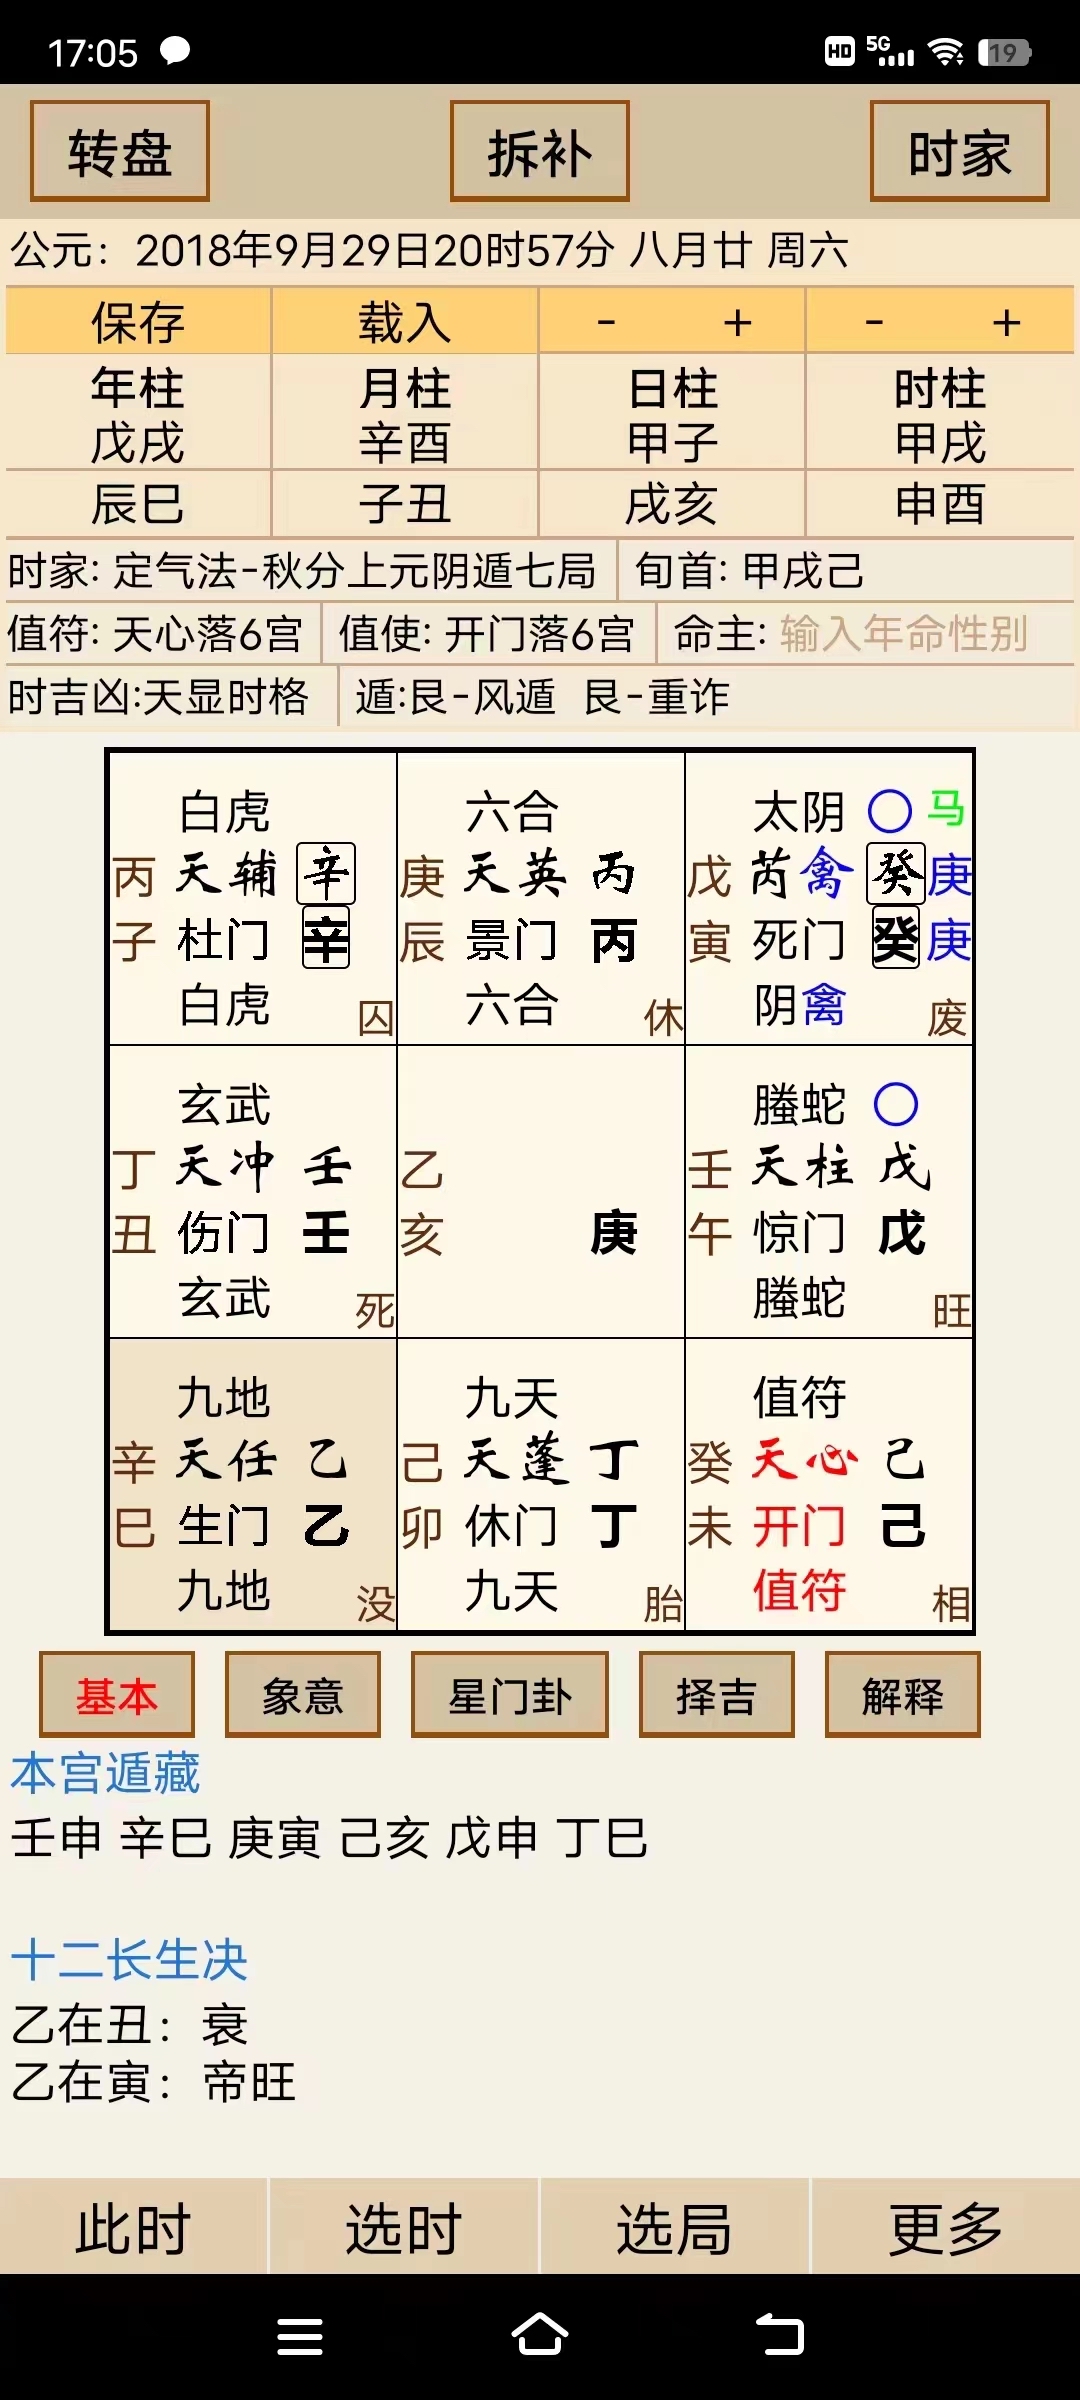 17:05 HD 5G 19
转盘 拆补 时家
公元：2018年9月29日20时57分 八月廿 周六
保存 载入 - + - +
年柱 月柱 日柱 时柱
戊戌 辛酉 甲子 甲戌
辰巳 子丑 戌亥 申酉
时家: 定气法-秋分上元阴遁七局 旬首: 甲戌己
值符: 天心落6宫 值使: 开门落6宫 命主: 输入年命性别
时吉凶:天显时格 遁:艮-风遁 艮-重诈
白虎 六合 太阴 〇 马
丙 天辅 辛 庚 天英 丙 戊 芮禽 癸 庚
子 杜门 辛 辰 景门 丙 寅 死门 癸 庚
白虎 囚 六合 休 阴禽 废
玄武 螣蛇 〇
丁 天冲 壬 乙 壬 天柱 戊
丑 伤门 壬 亥 庚 午 惊门 戊
玄武 死 螣蛇 旺
九地 九天 值符
辛 天任 乙 己 天蓬 丁 癸 天心 己
巳 生门 乙 卯 休门 丁 未 开门 己
九地 没 九天 胎 值符 相
基本 象意 星门卦 择吉 解释
本宫遁藏
壬申 辛巳 庚寅 己亥 戊申 丁巳
十二长生决
乙在丑：衰
乙在寅：帝旺
此时 选时 选局 更多